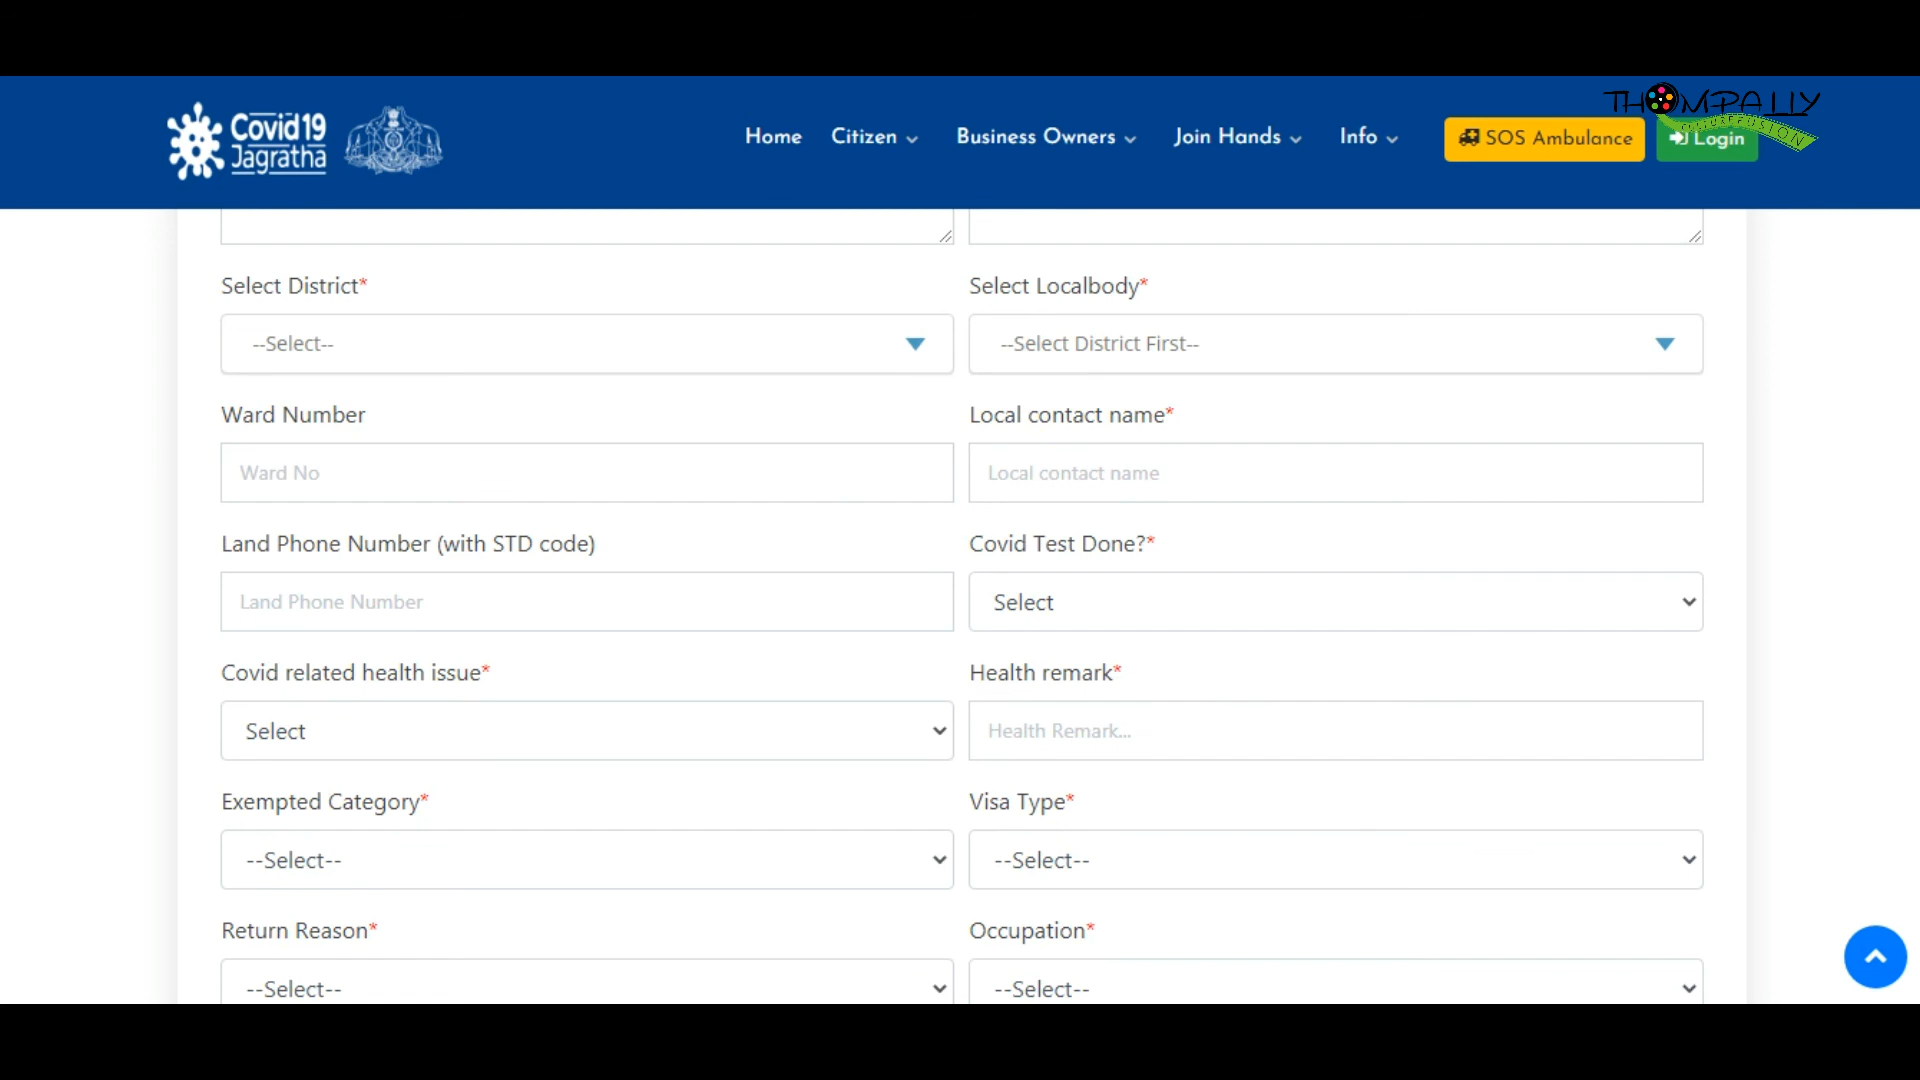 THOMPALLY
CULTURE FUSION
Covid19
Jagratha
Home Citizen Business Owners Join Hands Info SOS Ambulance Login
Select District* Select Localbody*
--Select-- --Select District First--
Ward Number Local contact name*
Ward No Local contact name
Land Phone Number (with STD code) Covid Test Done?*
Land Phone Number Select
Covid related health issue* Health remark*
Select Health Remark...
Exempted Category* Visa Type*
--Select-- --Select--
Return Reason* Occupation*
--Select-- --Select--